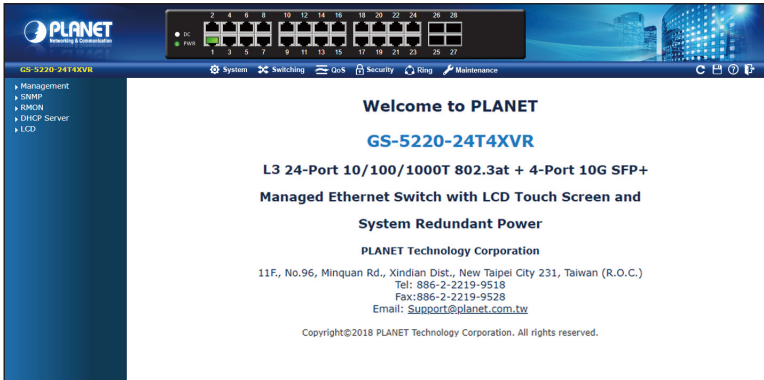 PLANET
Networking & Communication
2 4 6 8 10 12 14 16 18 20 22 24 26 28
DC
PWR
1 3 5 7 9 11 13 15 17 19 21 23 25 27
GS-5220-24T4XVR
System Switching QoS Security Ring Maintenance
Management
SNMP
RMON
DHCP Server
LCD
Welcome to PLANET
GS-5220-24T4XVR
L3 24-Port 10/100/1000T 802.3at + 4-Port 10G SFP+
Managed Ethernet Switch with LCD Touch Screen and
System Redundant Power
PLANET Technology Corporation
11F., No.96, Minquan Rd., Xindian Dist., New Taipei City 231, Taiwan (R.O.C.)
Tel: 886-2-2219-9518
Fax:886-2-2219-9528
Email: Support@planet.com.tw
Copyright©2018 PLANET Technology Corporation. All rights reserved.